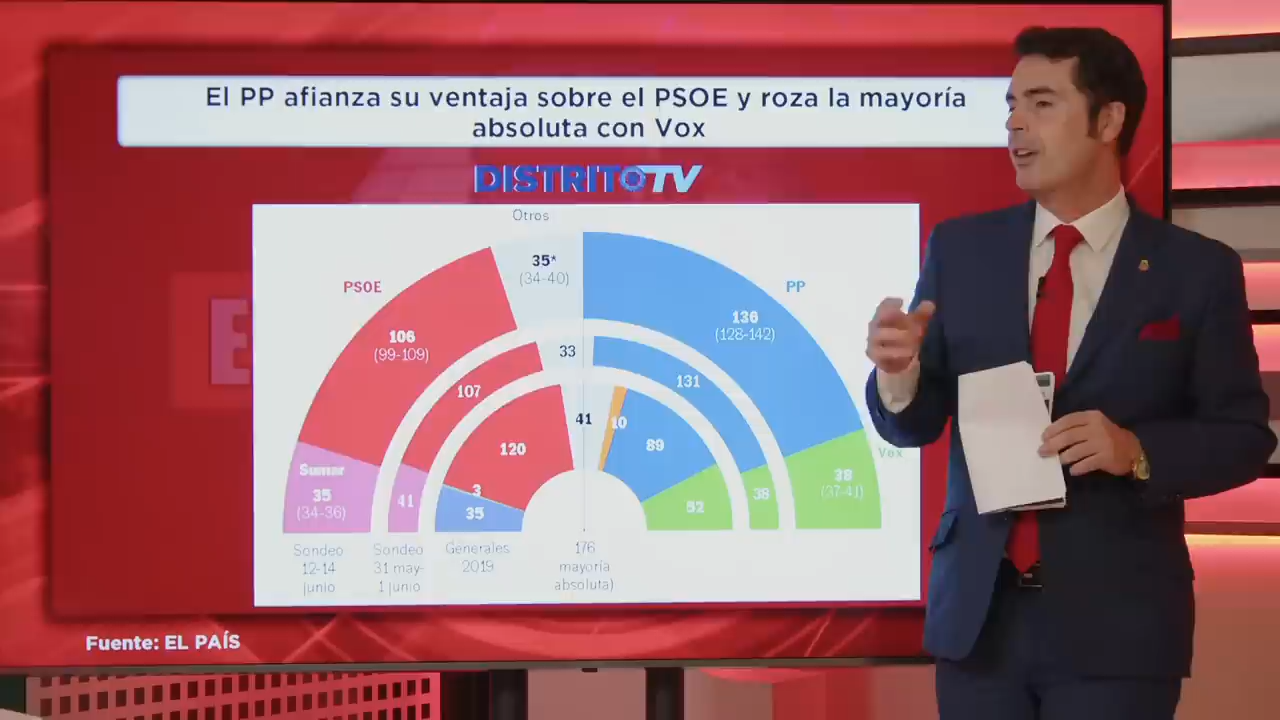 El PP afianza su ventaja sobre el PSOE y roza la mayoría
absoluta con Vox
DISTRITOTV
Otros
35*
(34-40)
PSOE
PP
106
(99-109)
136
(128-142)
33
107
131
41
10
120
89
Sumar
35
(34-36)
41
3
35
52
38
Vox
38
(37-41)
Sondeo
12-14
junio
Sondeo
31 may-
1 junio
Generales
2019
176
mayoría
absoluta)
Fuente: EL PAÍS
E